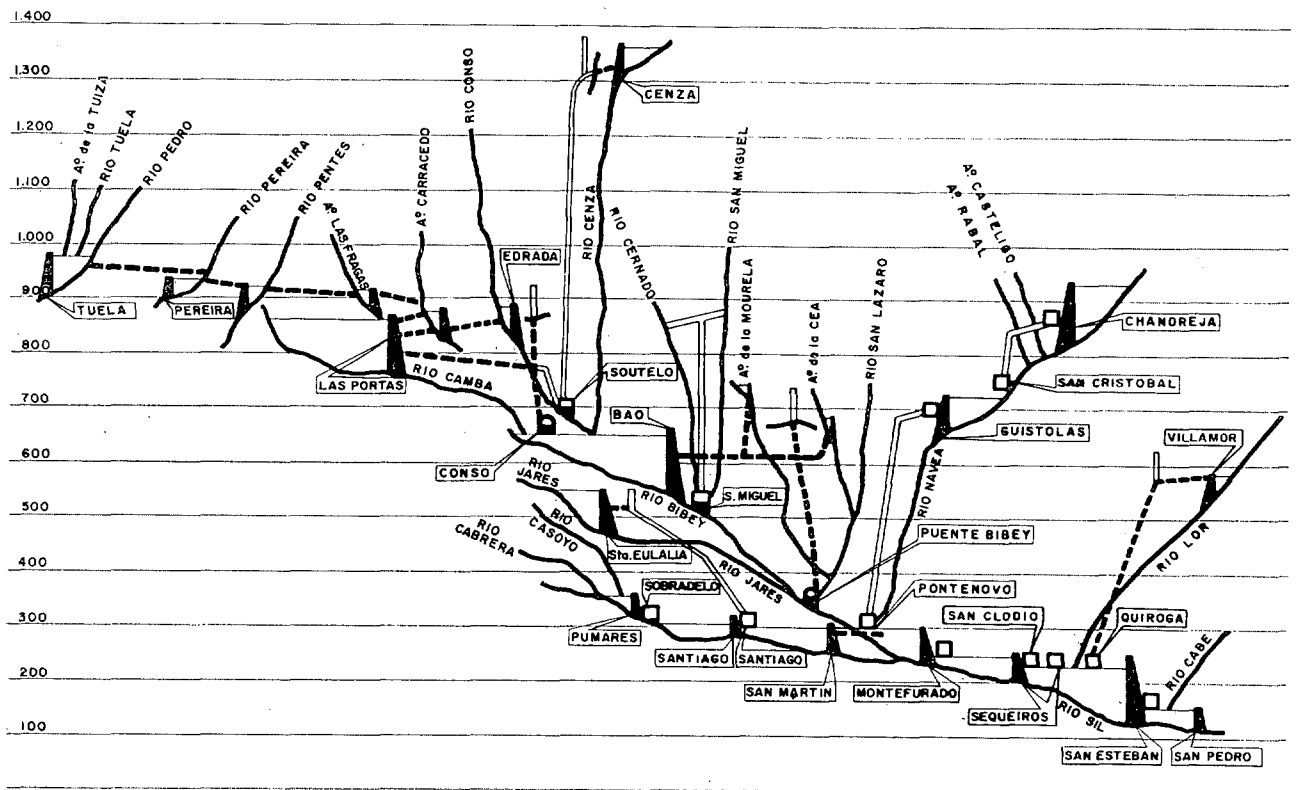 1.400
1.300
1.200
1.100
1.000
900
800
700
600
500
400
300
200
100
Aº. de la TUIZA
RIO TUELA
RIO PEDRO
RIO PEREIRA
RIO PENTES
Aº. LAS FRAGAS
Aº. CARRACEDO
RIO CONSO
EDRADA
CENZA
RIO CENZA
RIO CERNADO
RIO SAN MIGUEL
Aº. de la MOURELA
Aº. de la CEA
RIO SAN LAZARO
Aº. RABAL
Aº. CASTELIGO
TUELA
PEREIRA
LAS PORTAS
RIO CAMBA
SOUTELO
BAO
CONSO
CHANDREJA
SAN CRISTOBAL
GUISTOLAS
VILLAMOR
RIO NAVEA
RIO JARES
RIO BIBEY
S. MIGUEL
RIO CASOYO
RIO CABRERA
Sta. EULALIA
PUENTE BIBEY
RIO LOR
RIO JARES
SOBRADELO
PONTENOVO
SAN CLODIO
QUIROGA
PUMARES
SANTIAGO
SANTIAGO
SAN MARTIN
MONTEFURADO
SEQUEIROS
RIO SIL
RIO CABE
SAN ESTEBAN
SAN PEDRO